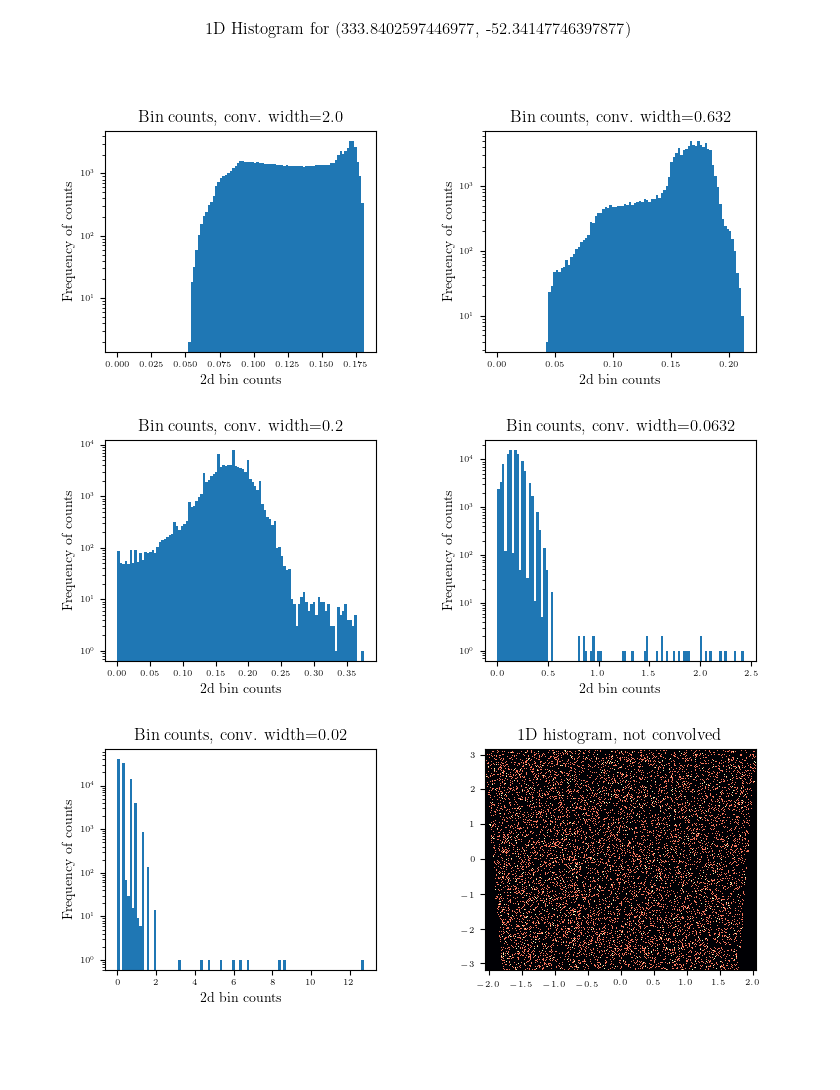 1D Histogram for (333.8402597446977, -52.34147746397877)
Bin counts, conv. width=2.0
Frequency of counts
10³
10²
10¹
0.000 0.025 0.050 0.075 0.100 0.125 0.150 0.175
2d bin counts
Bin counts, conv. width=0.632
Frequency of counts
10³
10²
10¹
0.00 0.05 0.10 0.15 0.20
2d bin counts
Bin counts, conv. width=0.2
Frequency of counts
10⁴
10³
10²
10¹
10⁰
0.00 0.05 0.10 0.15 0.20 0.25 0.30 0.35
2d bin counts
Bin counts, conv. width=0.0632
Frequency of counts
10⁴
10³
10²
10¹
10⁰
0.0 0.5 1.0 1.5 2.0 2.5
2d bin counts
Bin counts, conv. width=0.02
Frequency of counts
10⁴
10³
10²
10¹
10⁰
0 2 4 6 8 10 12
2d bin counts
1D histogram, not convolved
3
2
1
0
−1
−2
−3
−2.0 −1.5 −1.0 −0.5 0.0 0.5 1.0 1.5 2.0